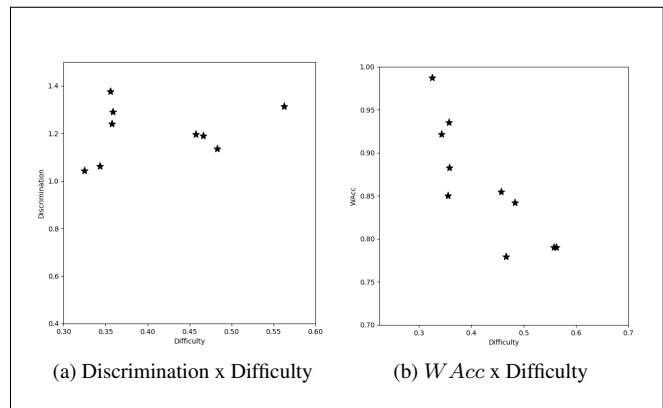 1.4
1.2
1.0
0.8
0.6
0.4
0.30 0.35 0.40 0.45 0.50 0.55 0.60
Discrimination
Difficulty
(a) Discrimination x Difficulty
1.00
0.95
0.90
0.85
0.80
0.75
0.70
0.3 0.4 0.5 0.6 0.7
WAcc
Difficulty
(b) WAcc x Difficulty